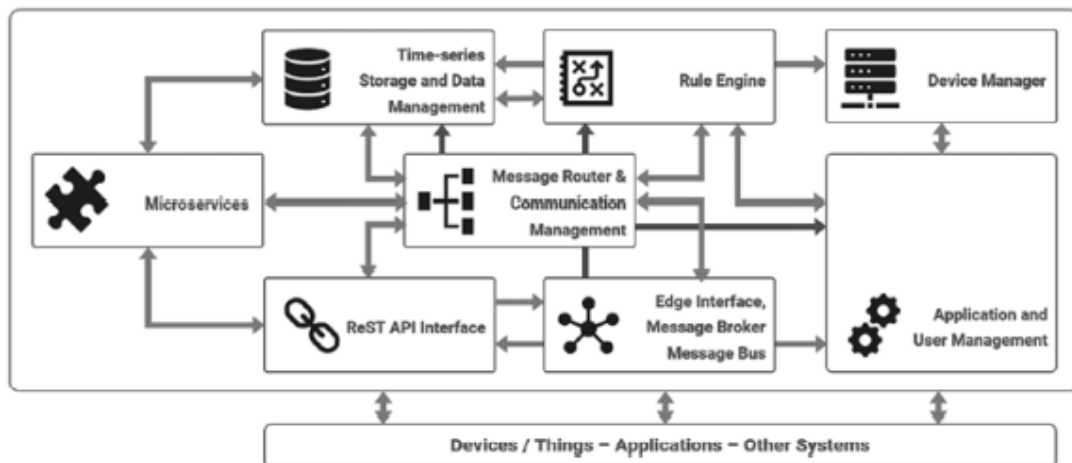 Time-series
Storage and Data
Management
Rule Engine
Device Manager
Microservices
Message Router &
Communication
Management
ReST API Interface
Edge Interface,
Message Broker
Message Bus
Application and
User Management
Devices / Things – Applications – Other Systems